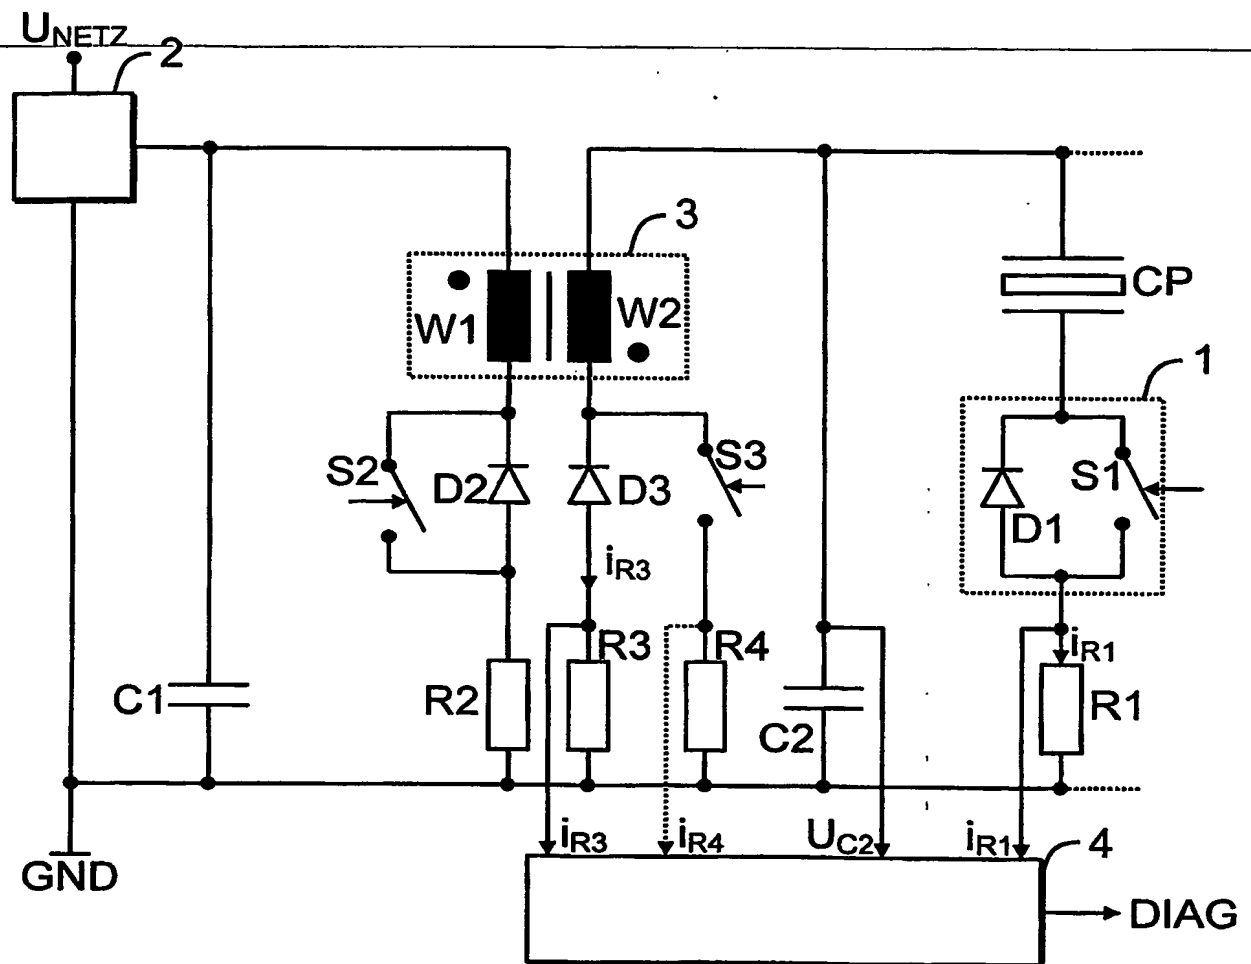 UNETZ
2
3
W1
W2
CP
1
S2
D2
D3
S3
D1
S1
iR3
R3
R4
iR1
C1
R2
C2
R1
iR3
iR4
UC2
iR1
4
GND
DIAG